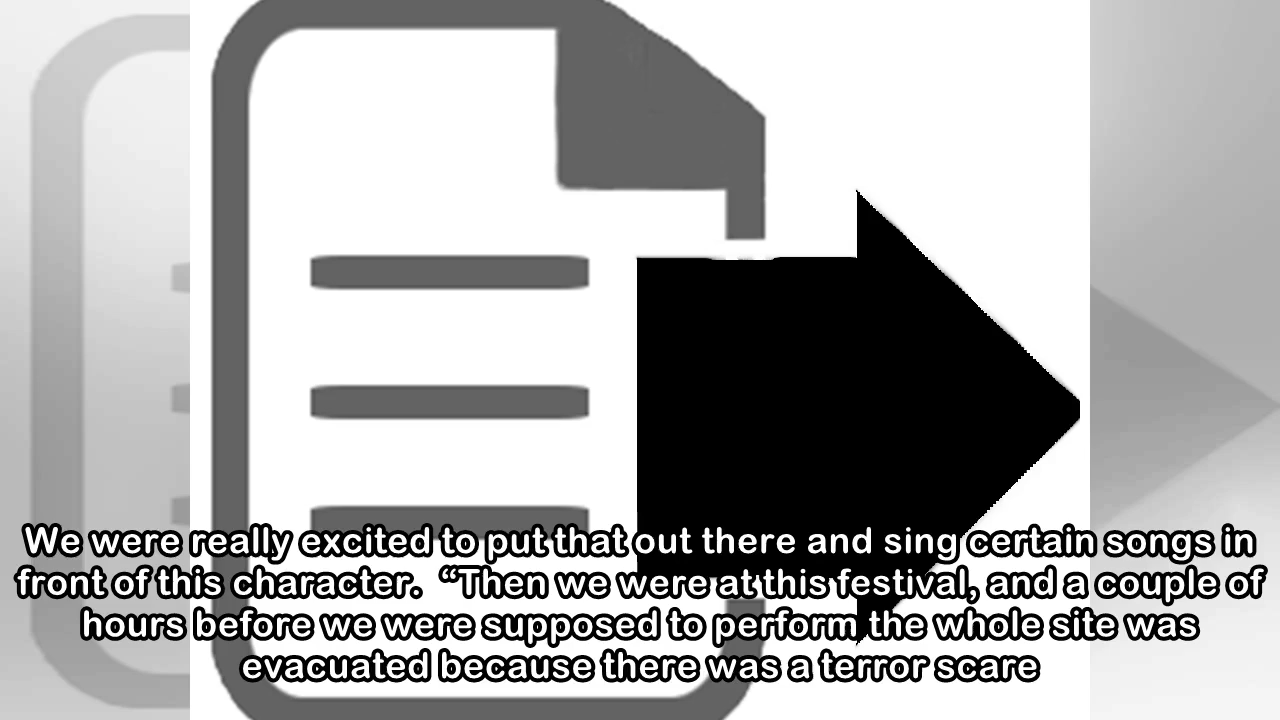 We were really excited to put that out there and sing certain songs in
front of this character.  “Then we were at this festival, and a couple of
hours before we were supposed to perform the whole site was
evacuated because there was a terror scare